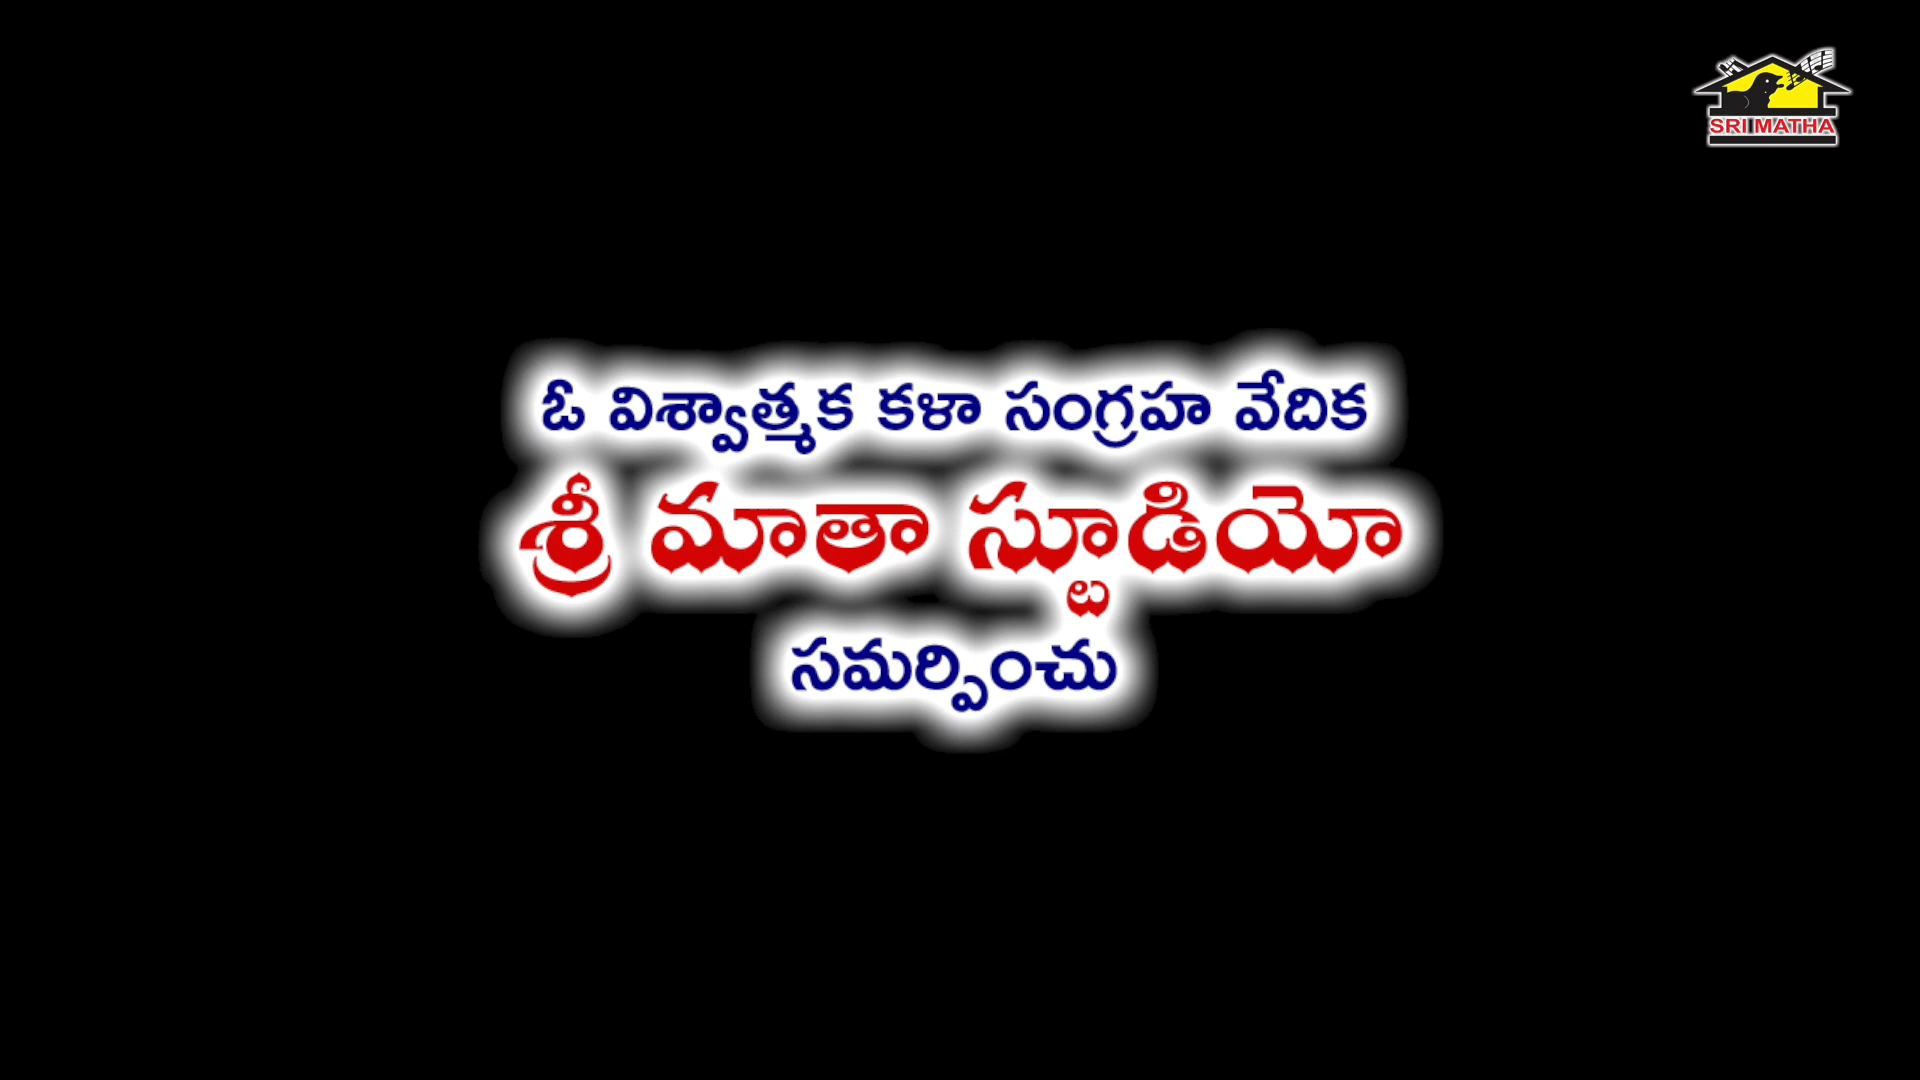 SRI MATHA
ఓ విశ్వాత్మక కళా సంగ్రహ వేదిక
శ్రీ మాతా స్టూడియో
సమర్పించు